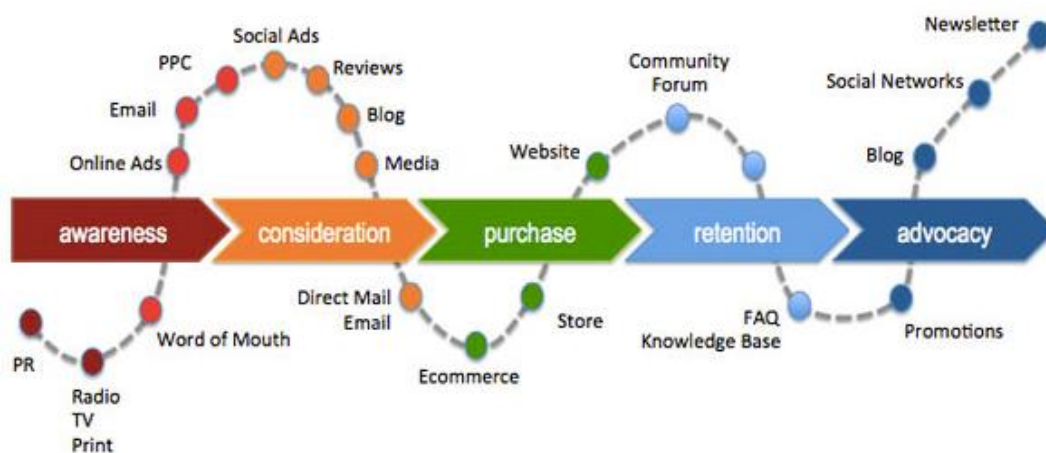 Newsletter
Social Ads
PPC
Reviews
Community
Forum
Social Networks
Email
Blog
Website
Blog
Online Ads
Media
awareness
consideration
purchase
retention
advocacy
Direct Mail
Email
Store
FAQ
Knowledge Base
Promotions
Word of Mouth
PR
Ecommerce
Radio
TV
Print